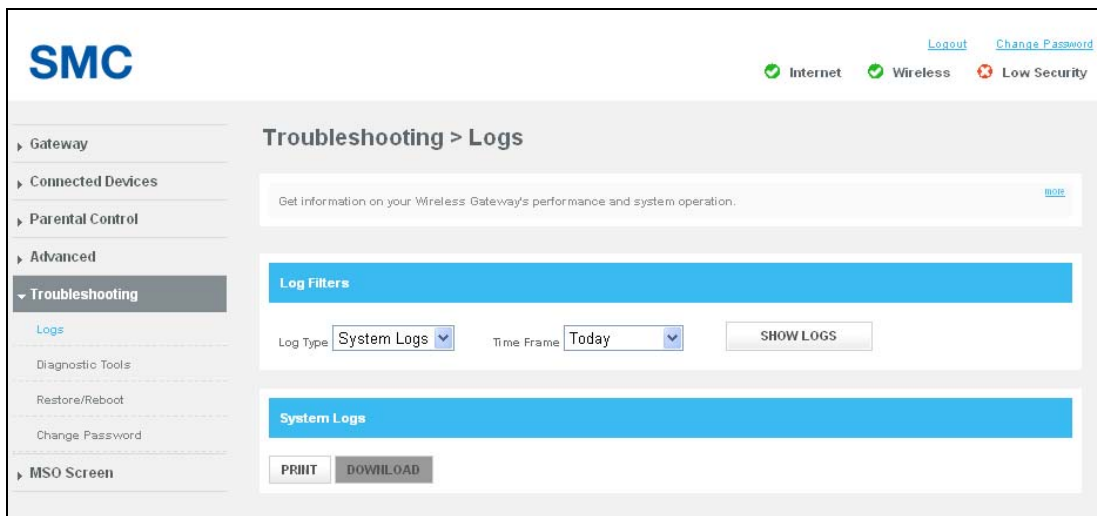 SMC
Logout Change Password
Internet Wireless Low Security
Gateway
Connected Devices
Parental Control
Advanced
Troubleshooting
Logs
Diagnostic Tools
Restore/Reboot
Change Password
MSO Screen
Troubleshooting > Logs
Get information on your Wireless Gateway's performance and system operation. more
Log Filters
Log Type System Logs Time Frame Today SHOW LOGS
System Logs
PRINT DOWNLOAD